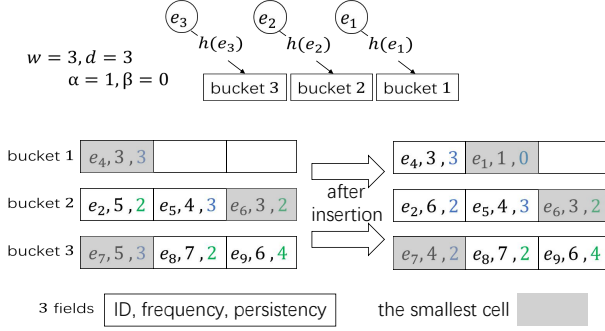 e₃ e₂ e₁
h(e₃) h(e₂) h(e₁)
w = 3, d = 3
α = 1, β = 0
bucket 3 bucket 2 bucket 1
bucket 1 e₄, 3 , 3
bucket 2 e₂, 5 , 2 e₅, 4 , 3 e₆, 3 , 2
bucket 3 e₇, 5 , 3 e₈, 7 , 2 e₉, 6 , 4
after
insertion
e₄, 3 , 3 e₁, 1 , 0
e₂, 6 , 2 e₅, 4 , 3 e₆, 3 , 2
e₇, 4 , 2 e₈, 7 , 2 e₉, 6 , 4
3 fields ID, frequency, persistency the smallest cell